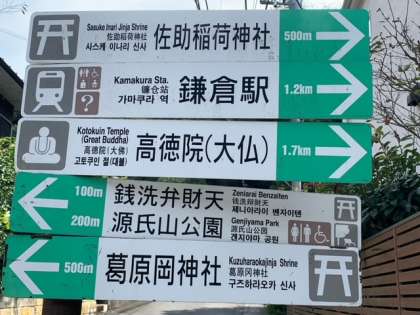 Sasuke Inari Jinja Shrine
佐助稲荷神社
사스케 이나리 신사
佐助稲荷神社
500m
Kamakura Sta.
镰仓站
가마쿠라 역
?
鎌倉駅
1.2km
Kotokuin Temple
(Great Buddha)
高徳院(大佛)
고토쿠인 절(대불)
高徳院(大仏)
1.7km
100m
銭洗弁財天
Zeniarai Benzaiten
钱洗辩财天
제니아라이 벤자이텐
200m
源氏山公園
Genjiyama Park
源氏山公园
겐지야마 공원
500m
葛原岡神社
Kuzuharaokajinja Shrine
葛原冈神社
구즈하라오카 신사